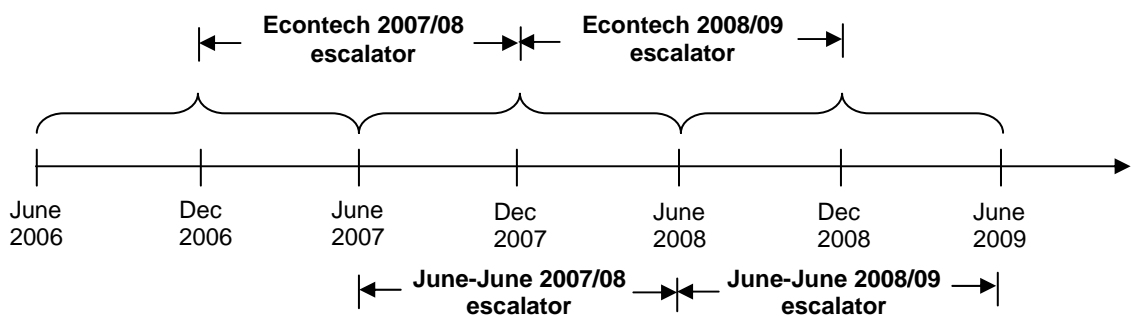 Econtech 2007/08 escalator
Econtech 2008/09 escalator
June 2006
Dec 2006
June 2007
Dec 2007
June 2008
Dec 2008
June 2009
June-June 2007/08 escalator
June-June 2008/09 escalator